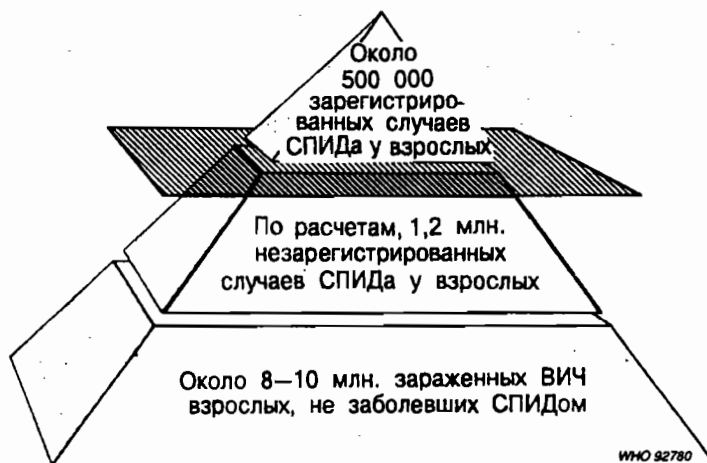 Около
500 000
зарегистриро-
ванных случаев
СПИДа у взрослых
По расчетам, 1,2 млн.
незарегистрированных
случаев СПИДа у взрослых
Около 8—10 млн. зараженных ВИЧ
взрослых, не заболевших СПИДом
WHO 92780